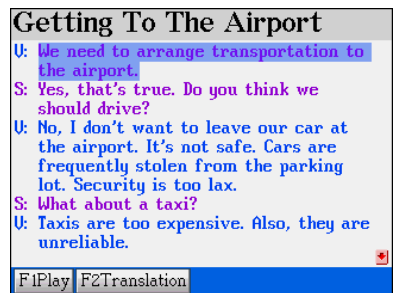 Getting To The Airport
V: We need to arrange transportation to
the airport.
S: Yes, that's true. Do you think we
should drive?
V: No, I don't want to leave our car at
the airport. It's not safe. Cars are
frequently stolen from the parking
lot. Security is too lax.
S: What about a taxi?
V: Taxis are too expensive. Also, they are
unreliable.
F1Play F2Translation